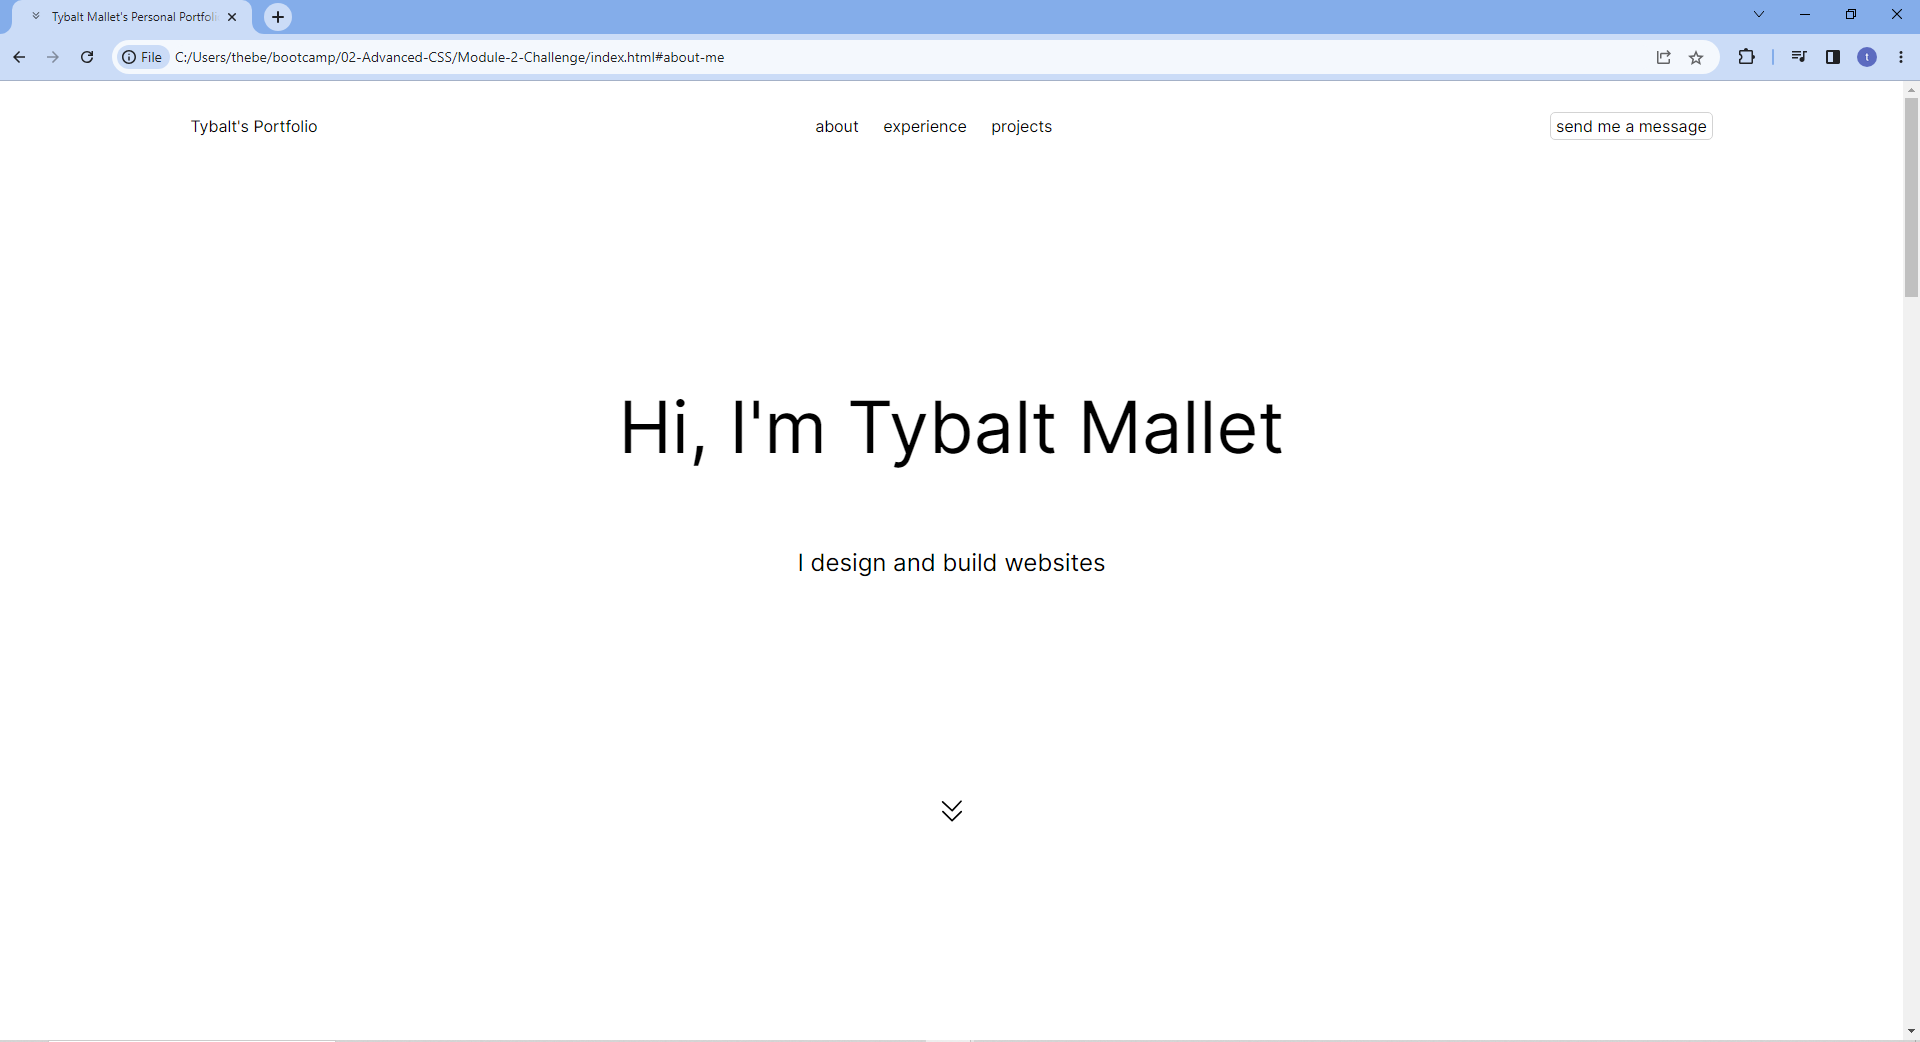 Tybalt Mallet's Personal Portfoli
File C:/Users/thebe/bootcamp/02-Advanced-CSS/Module-2-Challenge/index.html#about-me
t
Tybalt's Portfolio about experience projects send me a message
Hi, I'm Tybalt Mallet
I design and build websites